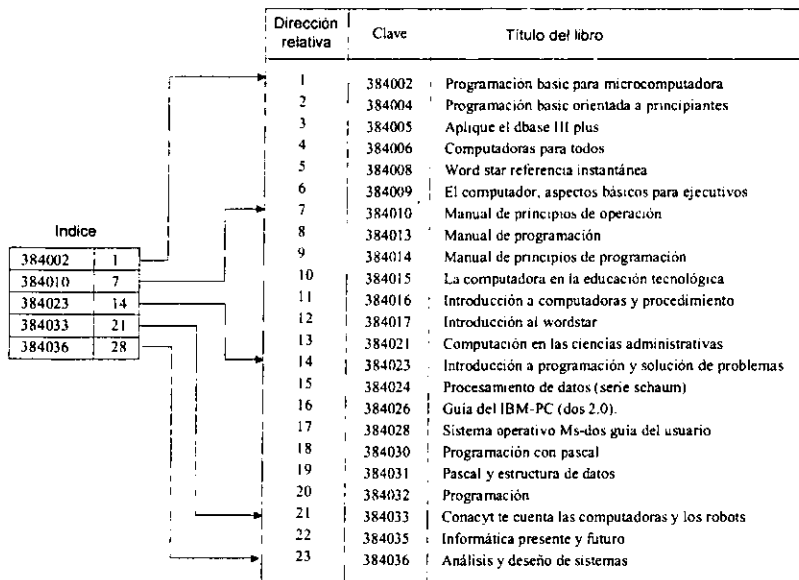 Dirección relativa Clave Título del libro
1 384002 Programación basic para microcomputadora
2 384004 Programación basic orientada a principiantes
3 384005 Aplique el dbase III plus
4 384006 Computadoras para todos
5 384008 Word star referencia instantánea
6 384009 El computador, aspectos básicos para ejecutivos
7 384010 Manual de principios de operación
8 384013 Manual de programación
9 384014 Manual de principios de programación
10 384015 La computadora en la educación tecnológica
11 384016 Introducción a computadoras y procedimiento
12 384017 Introducción al wordstar
13 384021 Computación en las ciencias administrativas
14 384023 Introducción a programación y solución de problemas
15 384024 Procesamiento de datos (serie schaum)
16 384026 Guía del IBM-PC (dos 2.0).
17 384028 Sistema operativo Ms-dos guia del usuario
18 384030 Programación con pascal
19 384031 Pascal y estructura de datos
20 384032 Programación
21 384033 Conacyt te cuenta las computadoras y los robots
22 384035 Informática presente y futuro
23 384036 Análisis y deseño de sistemas
Indice
384002 1
384010 7
384023 14
384033 21
384036 28